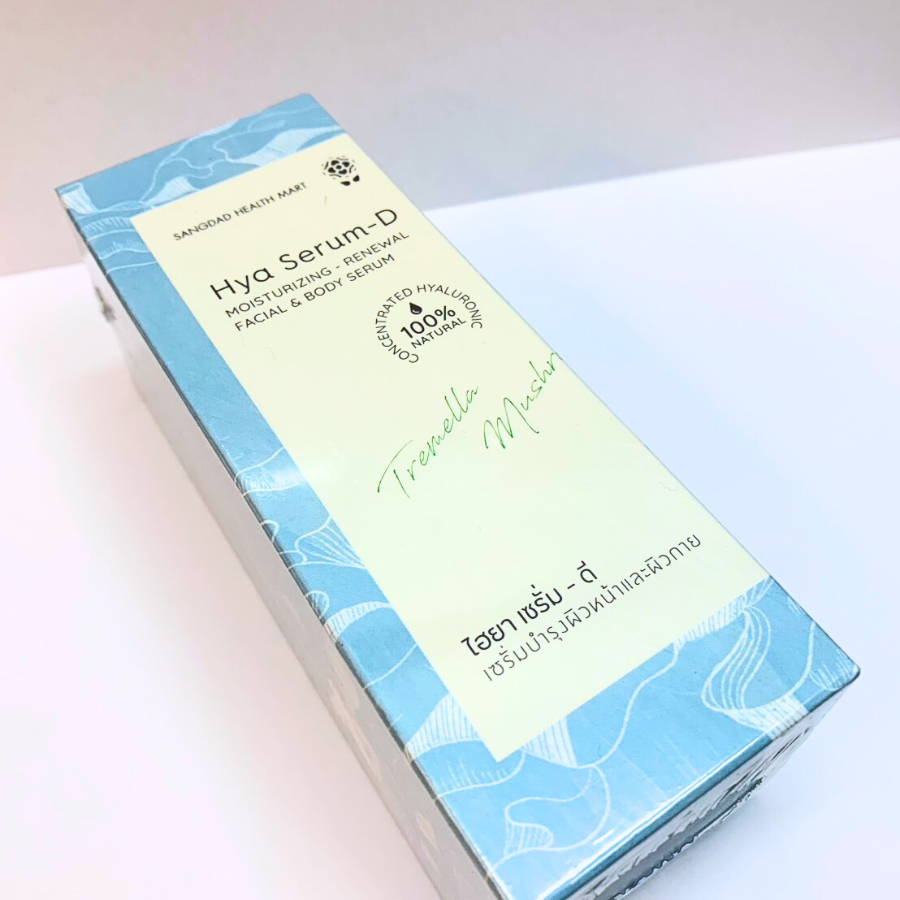 SANGDAD HEALTH MART
Hya Serum-D
MOISTURIZING - RENEWAL
FACIAL & BODY SERUM
CONCENTRATED HYALURONIC
100%
NATURAL
Tremella
Mushr
ไฮยา เซรั่ม - ดี
เซรั่มบำรุงผิวหน้าและผิวกาย